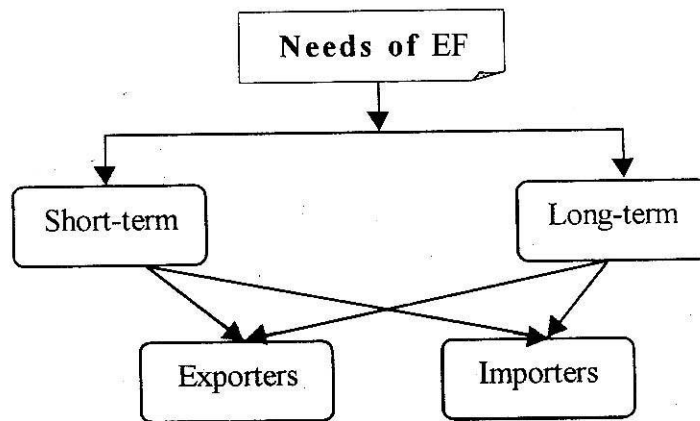 Needs of EF
Short-term
Long-term
Exporters
Importers